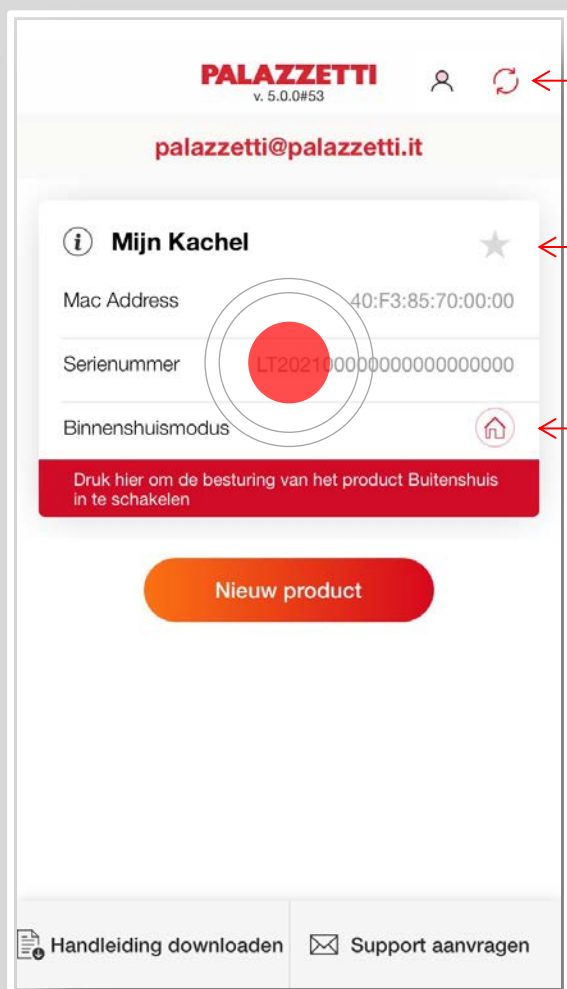 PALAZZETTI
v. 5.0.0#53
palazzetti@palazzetti.it
i Mijn Kachel
Mac Address 40:F3:85:70:00:00
Serienummer LT20210000000000000000
Binnenshuismodus
Druk hier om de besturing van het product Buitenshuis
in te schakelen
Nieuw product
Handleiding downloaden Support aanvragen